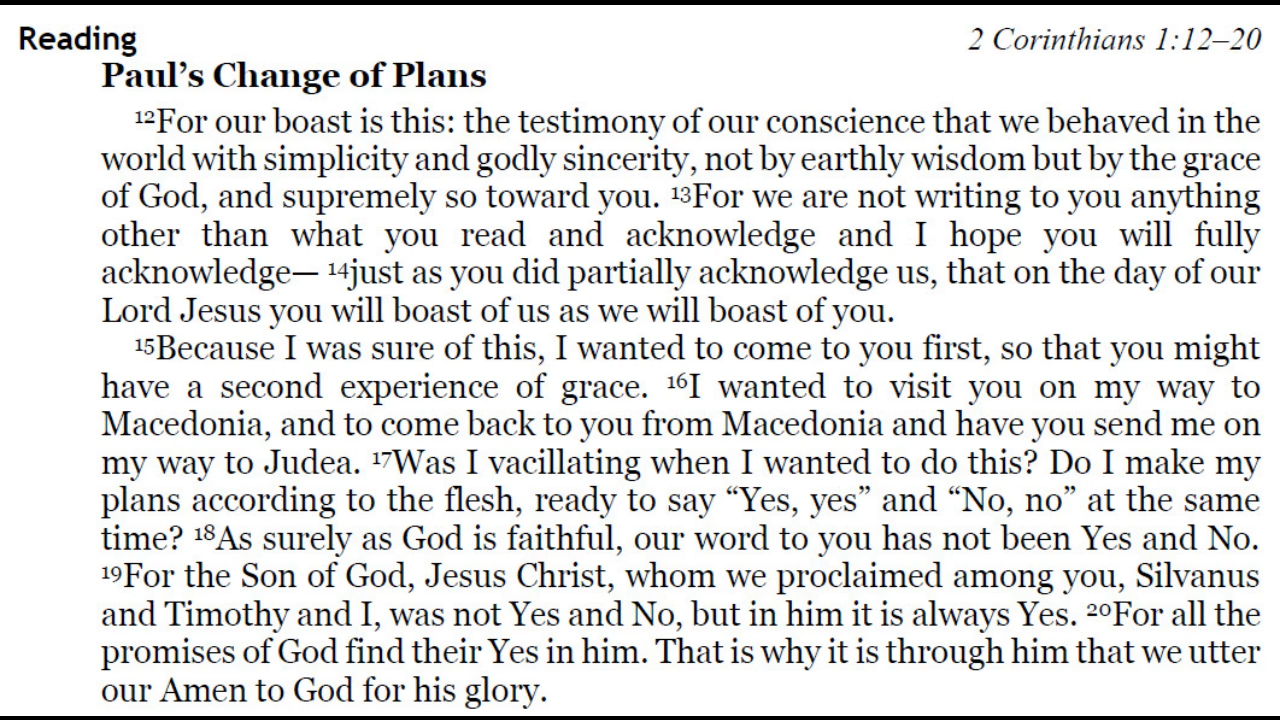 Reading 2 Corinthians 1:12–20
Paul’s Change of Plans
¹²For our boast is this: the testimony of our conscience that we behaved in the
world with simplicity and godly sincerity, not by earthly wisdom but by the grace
of God, and supremely so toward you. ¹³For we are not writing to you anything
other than what you read and acknowledge and I hope you will fully
acknowledge— ¹⁴just as you did partially acknowledge us, that on the day of our
Lord Jesus you will boast of us as we will boast of you.
¹⁵Because I was sure of this, I wanted to come to you first, so that you might
have a second experience of grace. ¹⁶I wanted to visit you on my way to
Macedonia, and to come back to you from Macedonia and have you send me on
my way to Judea. ¹⁷Was I vacillating when I wanted to do this? Do I make my
plans according to the flesh, ready to say “Yes, yes” and “No, no” at the same
time? ¹⁸As surely as God is faithful, our word to you has not been Yes and No.
¹⁹For the Son of God, Jesus Christ, whom we proclaimed among you, Silvanus
and Timothy and I, was not Yes and No, but in him it is always Yes. ²⁰For all the
promises of God find their Yes in him. That is why it is through him that we utter
our Amen to God for his glory.